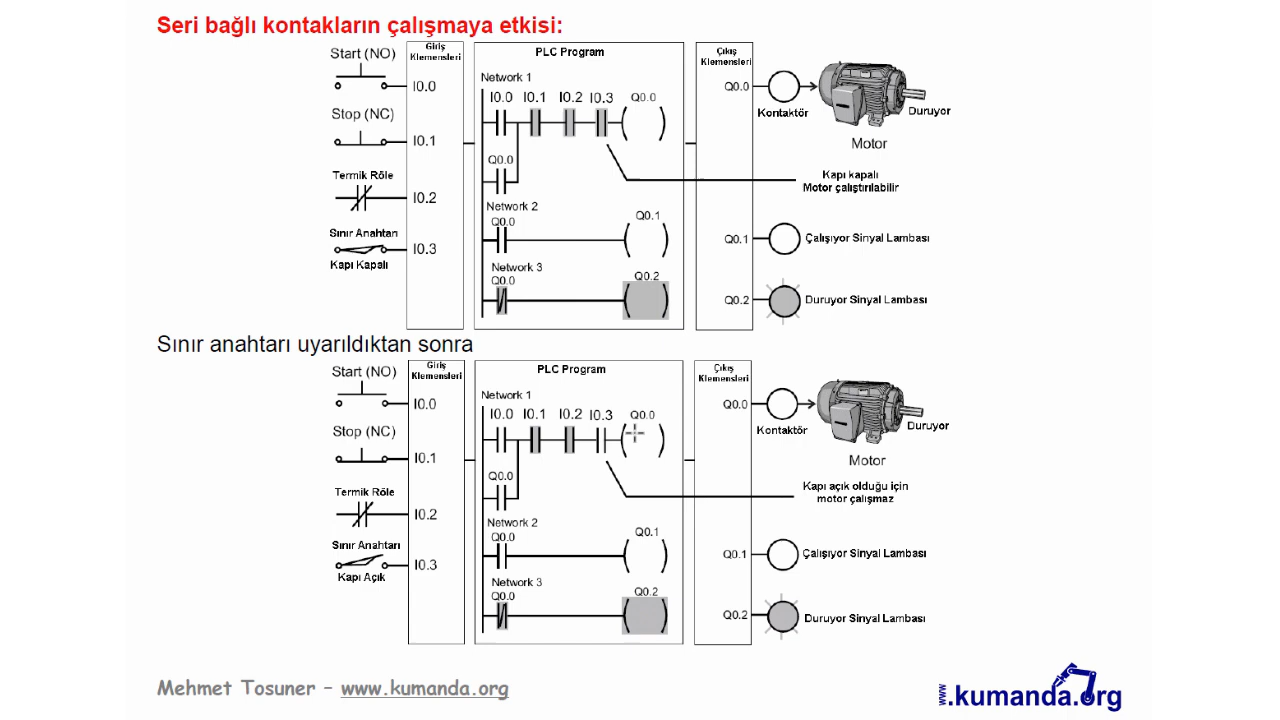 Seri bağlı kontakların çalışmaya etkisi:
Start (NO)
Giriş
Klemensleri
PLC Program
Çıkış
Klemensleri
Network 1
I0.0
I0.0 I0.1 I0.2 I0.3 Q0.0
Q0.0
Kontaktör
Duruyor
Motor
Stop (NC)
I0.1
Q0.0
Termik Röle
I0.2
Kapı kapalı
Motor çalıştırılabilir
Network 2
Q0.0
Q0.1
Sınır Anahtarı
I0.3
Kapı Kapalı
Q0.1
Çalışıyor Sinyal Lambası
Network 3
Q0.0
Q0.2
Q0.2
Duruyor Sinyal Lambası
Sınır anahtarı uyarıldıktan sonra
Start (NO)
Giriş
Klemensleri
PLC Program
Çıkış
Klemensleri
Network 1
I0.0
I0.0 I0.1 I0.2 I0.3 Q0.0
Q0.0
Kontaktör
Duruyor
Motor
Stop (NC)
I0.1
Q0.0
Termik Röle
I0.2
Kapı açık olduğu için
motor çalışmaz
Network 2
Q0.0
Q0.1
Sınır Anahtarı
I0.3
Kapı Açık
Q0.1
Çalışıyor Sinyal Lambası
Network 3
Q0.0
Q0.2
Q0.2
Duruyor Sinyal Lambası
Mehmet Tosuner – www.kumanda.org
www.kumanda.org